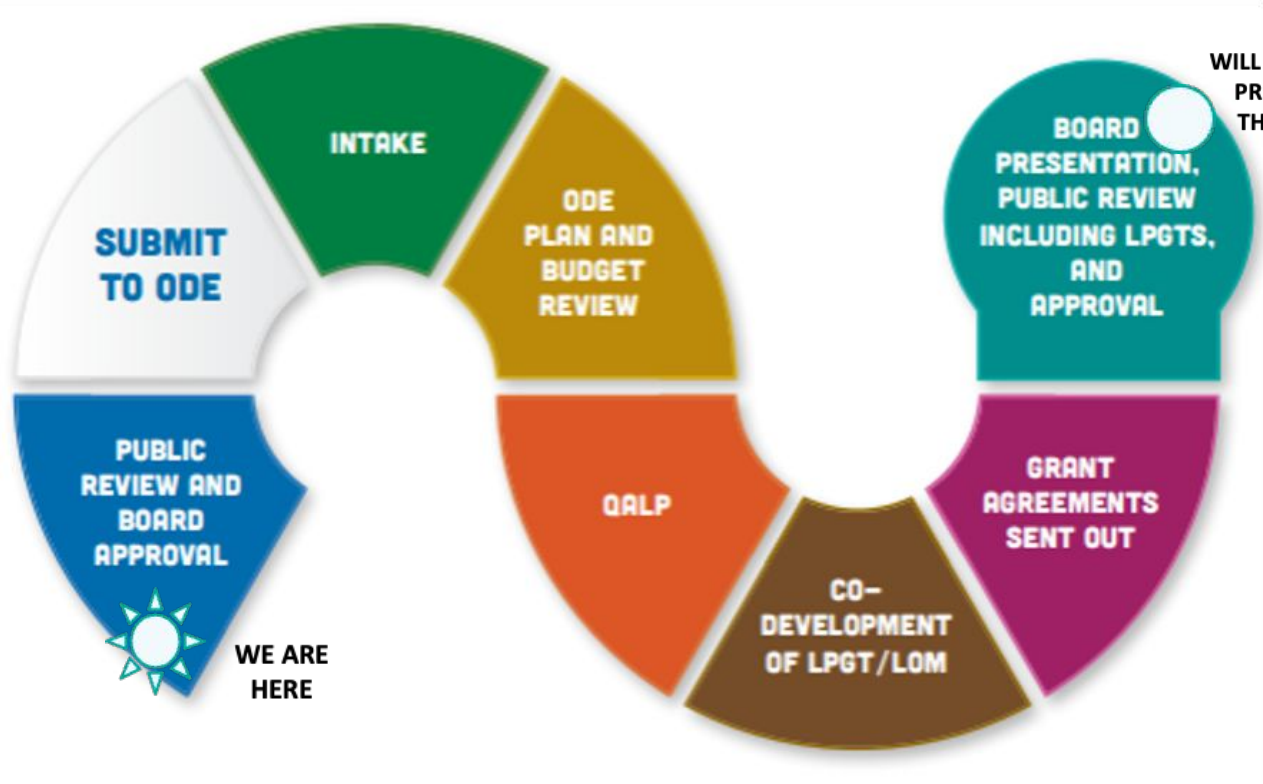 PUBLIC
REVIEW AND
BOARD
APPROVAL
WE ARE
HERE
SUBMIT
TO ODE
INTAKE
ODE
PLAN AND
BUDGET
REVIEW
QALP
CO-
DEVELOPMENT
OF LPGT/LOM
GRANT
AGREEMENTS
SENT OUT
BOARD
PRESENTATION,
PUBLIC REVIEW
INCLUDING LPGTS,
AND
APPROVAL
WILL